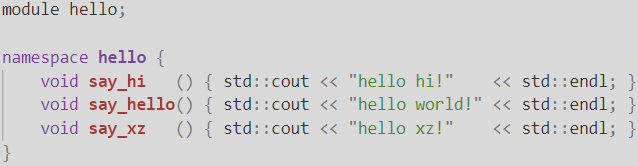 module hello;
namespace hello {
    void say_hi   () { std::cout << "hello hi!"    << std::endl; }
    void say_hello() { std::cout << "hello world!" << std::endl; }
    void say_xz   () { std::cout << "hello xz!"    << std::endl; }
}